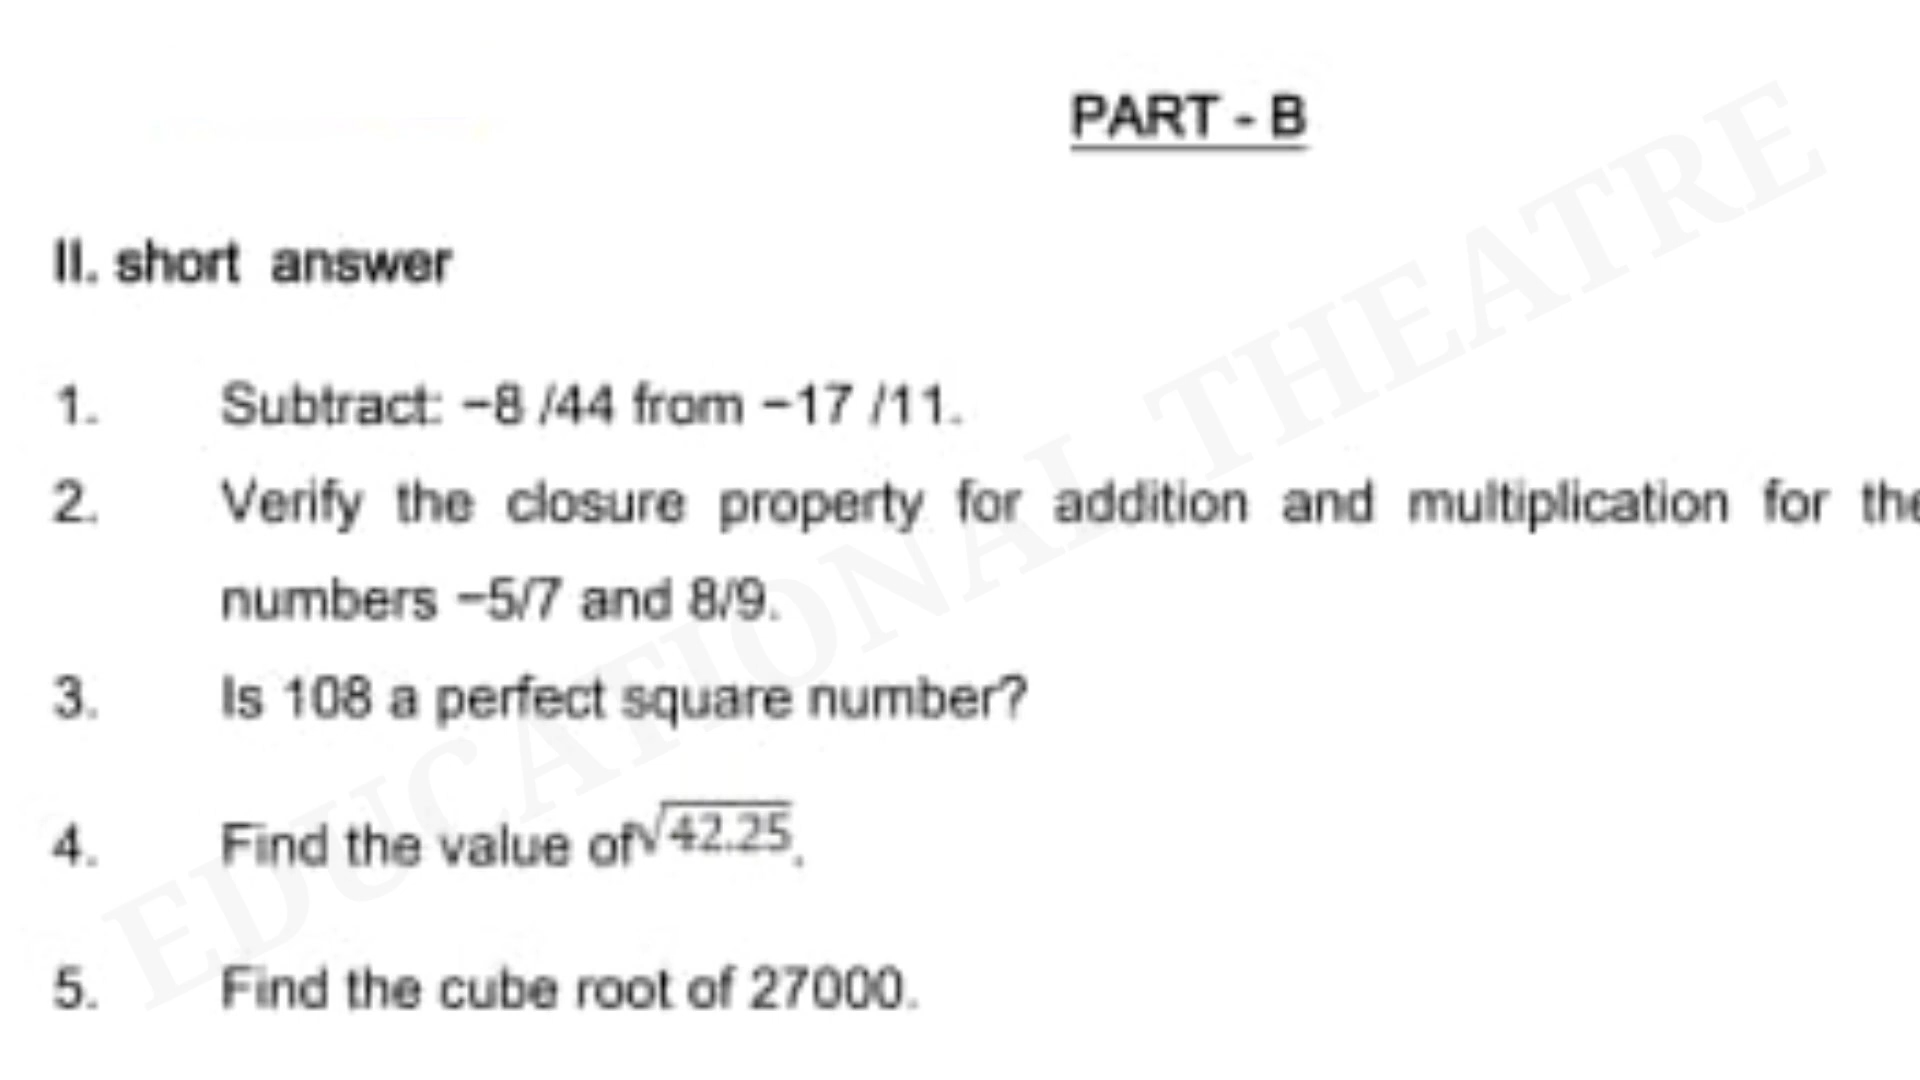 PART - B
II. short answer
1. Subtract: −8 /44 from −17 /11.
2. Verify the closure property for addition and multiplication for the
numbers −5/7 and 8/9.
3. Is 108 a perfect square number?
4. Find the value of√42.25.
5. Find the cube root of 27000.
EDUCATIONAL THEATRE